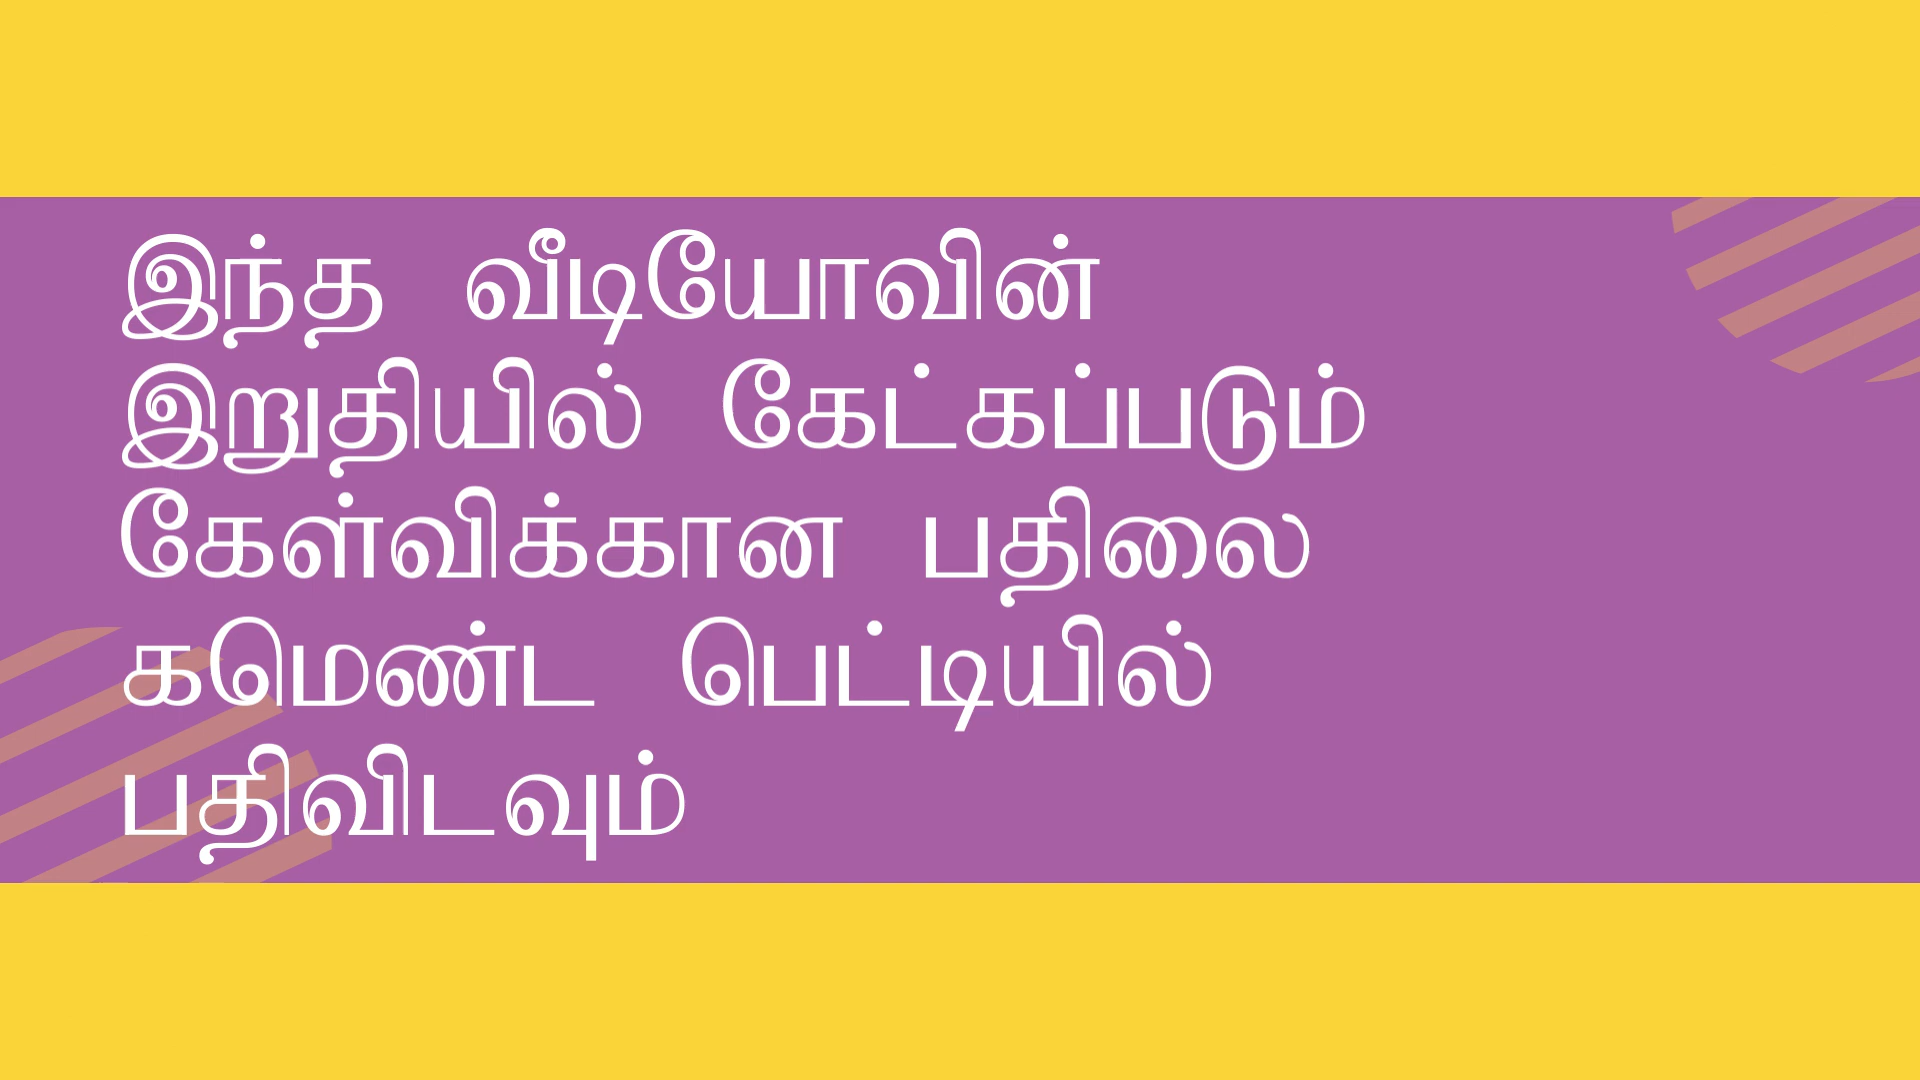 இந்த வீடியோவின்
இறுதியில் கேட்கப்படும்
கேள்விக்கான பதிலை
கமெண்ட பெட்டியில்
பதிவிடவும்